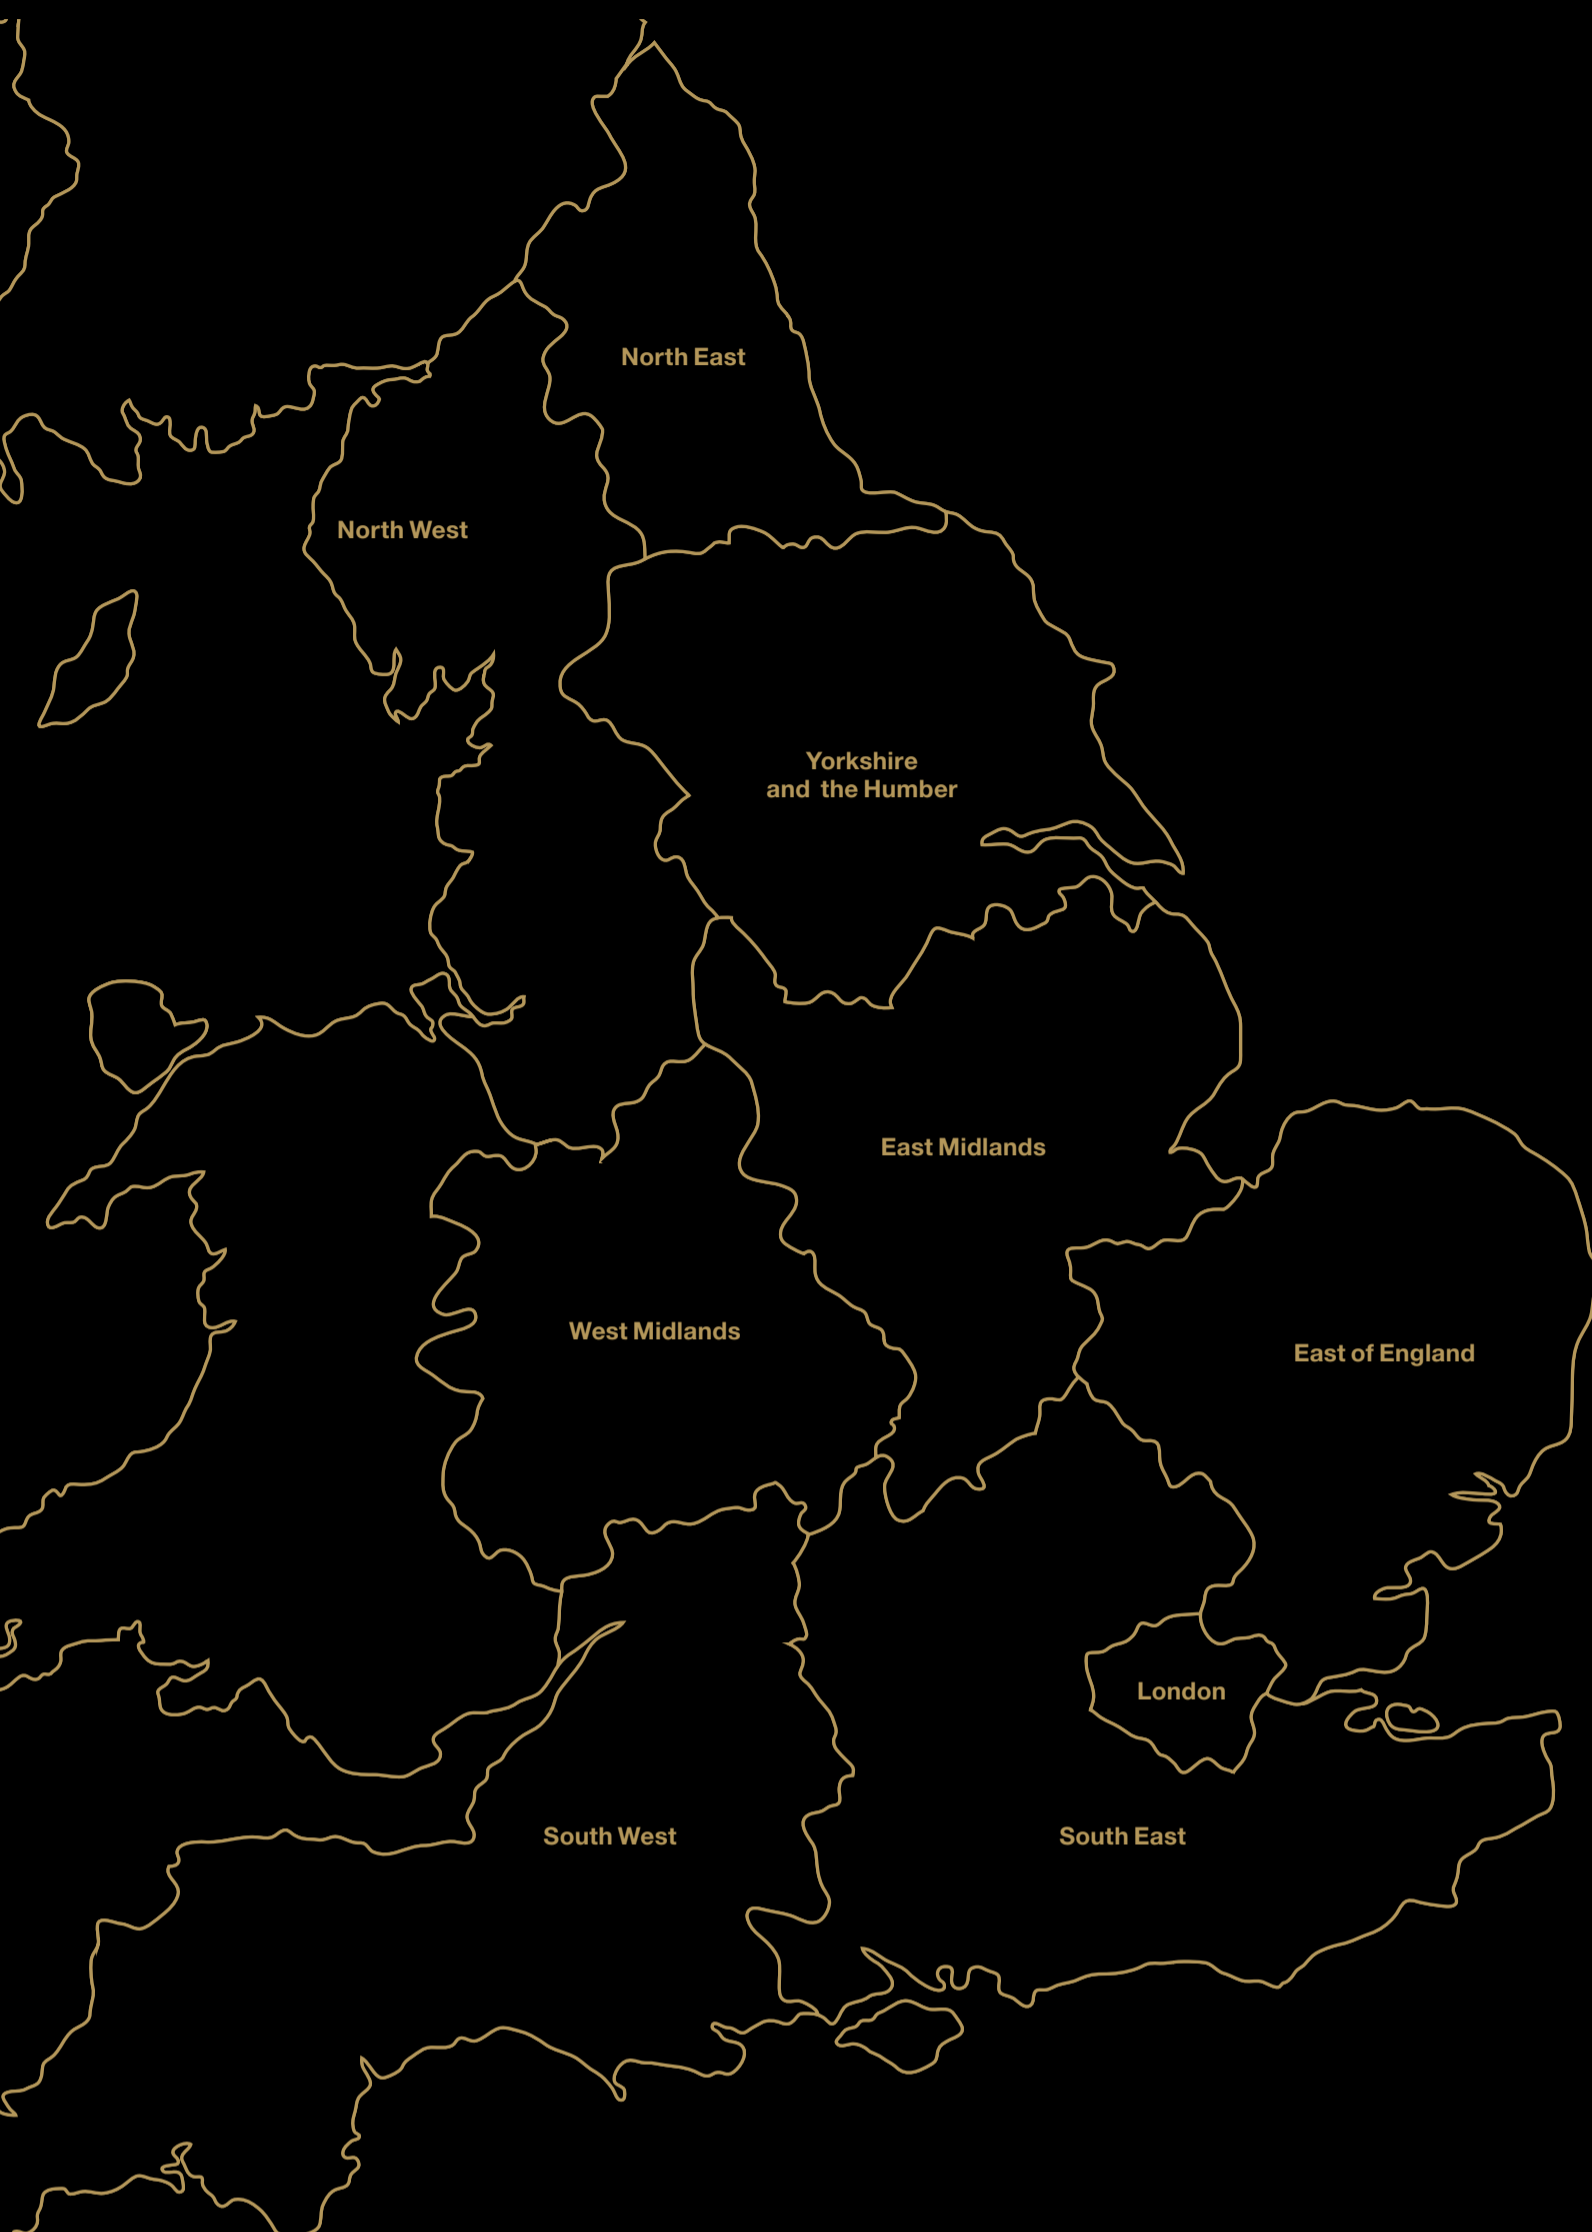 North East
North West
Yorkshire
and the Humber
East Midlands
West Midlands
East of England
London
South West
South East